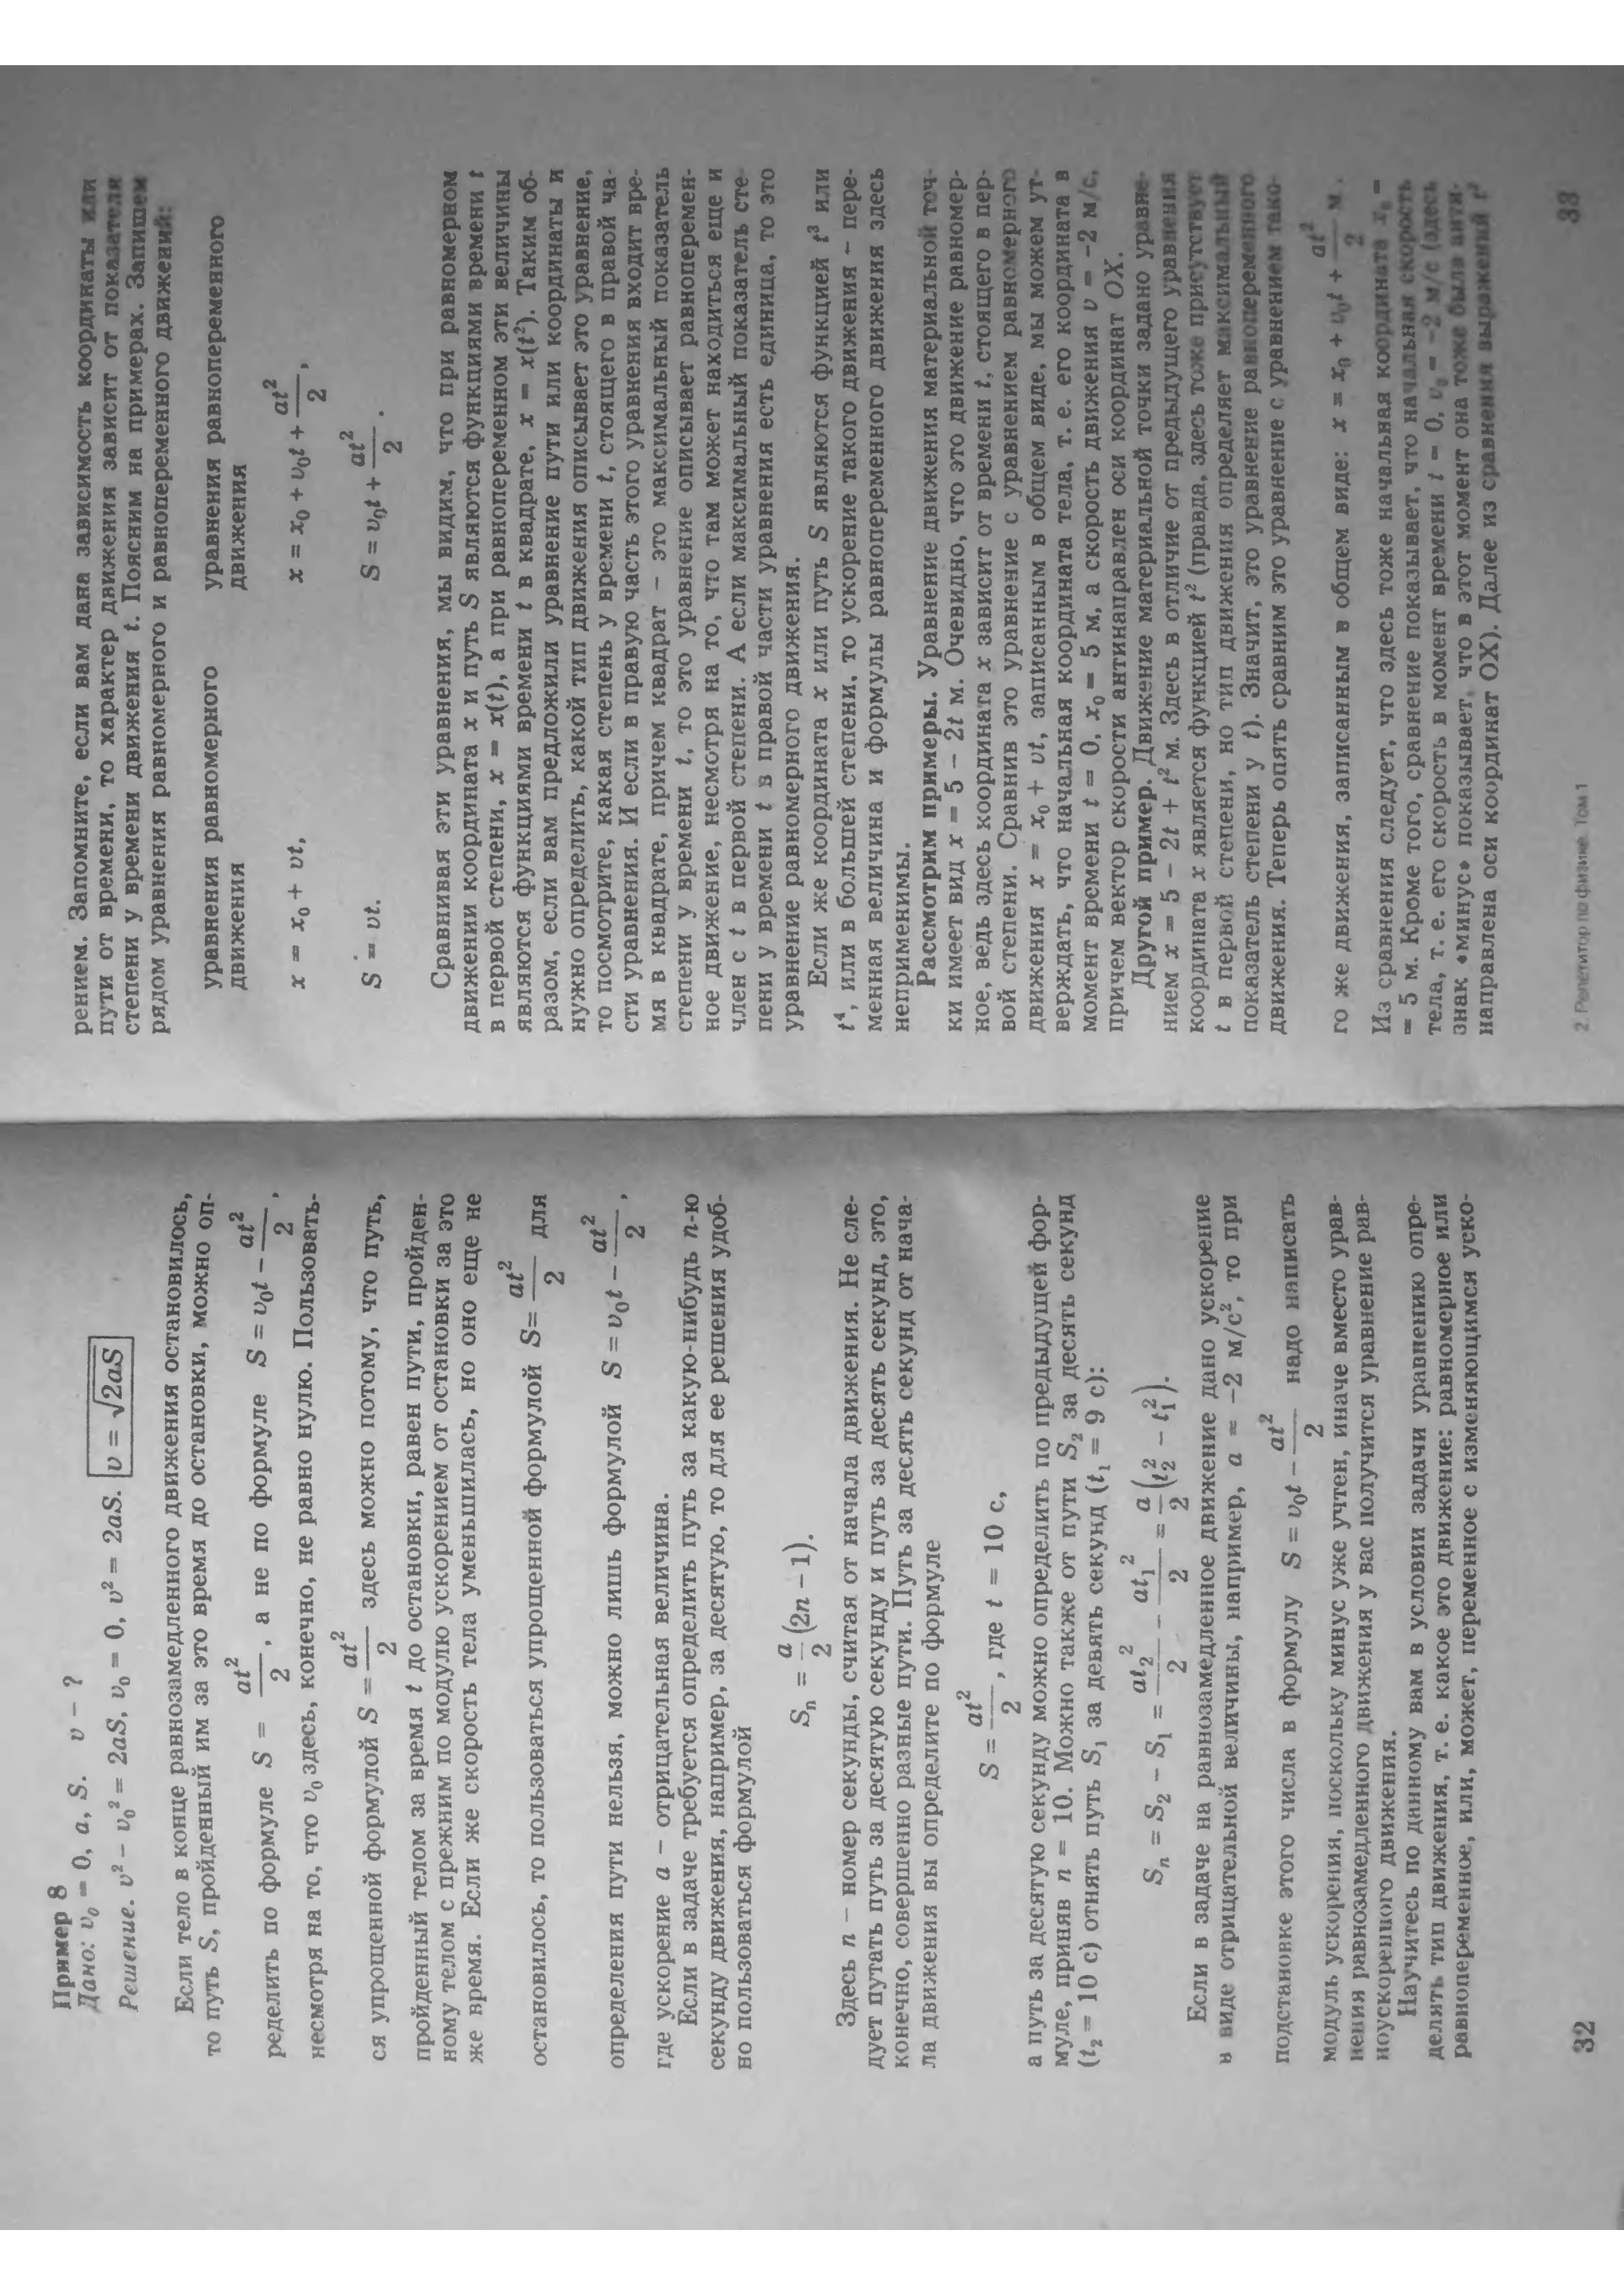 Пример 8
Дано: v₀ = 0, a, S. v – ?
Решение. v² – v₀² = 2aS, v₀ = 0, v² = 2aS. v = √2aS
Если тело в конце равнозамедленного движения остановилось,
то путь S, пройденный им за это время до остановки, можно оп-
ределить по формуле S = at²/2, а не по формуле S = v₀t – at²/2,
несмотря на то, что v₀ здесь, конечно, не равно нулю. Пользовать-
ся упрощенной формулой S = at²/2 здесь можно потому, что путь,
пройденный телом за время t до остановки, равен пути, пройден-
ному телом с прежним по модулю ускорением от остановки за это
же время. Если же скорость тела уменьшилась, но оно еще не
остановилось, то пользоваться упрощенной формулой S= at²/2 для
определения пути нельзя, можно лишь формулой S = v₀t – at²/2,
где ускорение a – отрицательная величина.
Если в задаче требуется определить путь за какую-нибудь n-ю
секунду движения, например, за десятую, то для ее решения удоб-
но пользоваться формулой
Sₙ = a/2 (2n – 1).
Здесь n – номер секунды, считая от начала движения. Не сле-
дует путать путь за десятую секунду и путь за десять секунд, это,
конечно, совершенно разные пути. Путь за десять секунд от нача-
ла движения вы определите по формуле
S = at²/2, где t = 10 с,
а путь за десятую секунду можно определить по предыдущей фор-
муле, приняв n = 10. Можно также от пути S₂ за десять секунд
(t₂ = 10 с) отнять путь S₁ за девять секунд (t₁ = 9 с):
Sₙ = S₂ – S₁ = at₂²/2 – at₁²/2 = a/2 (t₂² – t₁²).
Если в задаче на равнозамедленное движение дано ускорение
в виде отрицательной величины, например, a = –2 м/с², то при
подстановке этого числа в формулу S = v₀t – at²/2 надо написать
модуль ускорения, поскольку минус уже учтен, иначе вместо урав-
нения равнозамедленного движения у вас получится уравнение рав-
ноускоренного движения.
Научитесь по данному вам в условии задачи уравнению опре-
делять тип движения, т. е. какое это движение: равномерное или
равнопеременное, или, может, переменное с изменяющимся уско-
32
рением. Запомните, если вам дана зависимость координаты или
пути от времени, то характер движения зависит от показателя
степени у времени движения t. Поясним на примерах. Запишем
рядом уравнения равномерного и равнопеременного движений:
уравнения равномерного движения
уравнения равнопеременного движения
x = x₀ + vt,
x = x₀ + v₀t + at²/2,
S = vt.
S = v₀t + at²/2.
Сравнивая эти уравнения, мы видим, что при равномерном
движении координата x и путь S являются функциями времени t
в первой степени, x = x(t), а при равнопеременном эти величины
являются функциями времени t в квадрате, x = x(t²). Таким об-
разом, если вам предложили уравнение пути или координаты и
нужно определить, какой тип движения описывает это уравнение,
то посмотрите, какая степень у времени t, стоящего в правой ча-
сти уравнения. И если в правую часть этого уравнения входит вре-
мя в квадрате, причем квадрат – это максимальный показатель
степени у времени t, то это уравнение описывает равноперемен-
ное движение, несмотря на то, что там может находиться еще и
член с t в первой степени. А если максимальный показатель сте-
пени у времени t в правой части уравнения есть единица, то это
уравнение равномерного движения.
Если же координата x или путь S являются функцией t³ или
t⁴, или в большей степени, то ускорение такого движения – пере-
менная величина и формулы равнопеременного движения здесь
неприменимы.
Рассмотрим примеры. Уравнение движения материальной точ-
ки имеет вид x = 5 – 2t м. Очевидно, что это движение равномер-
ное, ведь здесь координата x зависит от времени t, стоящего в пер-
вой степени. Сравнив это уравнение с уравнением равномерного
движения x = x₀ + vt, записанным в общем виде, мы можем ут-
верждать, что начальная координата тела, т. е. его координата в
момент времени t = 0, x₀ = 5 м, а скорость движения v = –2 м/с,
причем вектор скорости антинаправлен оси координат OX.
Другой пример. Движение материальной точки задано уравне-
нием x = 5 – 2t + t² м. Здесь в отличие от предыдущего уравнения
координата x является функцией t² (правда, здесь тоже присутствует
t в первой степени, но тип движения определяет максимальный
показатель степени у t). Значит, это уравнение равнопеременного
движения. Теперь опять сравним это уравнение с уравнением тако-
го же движения, записанным в общем виде: x = x₀ + v₀t + at²/2 м.
Из сравнения следует, что здесь тоже начальная координата x₀ =
= 5 м. Кроме того, сравнение показывает, что начальная скорость
тела, т. е. его скорость в момент времени t = 0, v₀ = –2 м/с (здесь
знак «минус» показывает, что в этот момент она тоже была анти-
направлена оси координат OX). Далее из сравнения выражений t²
2. Репетитор по физике. Том 1
33